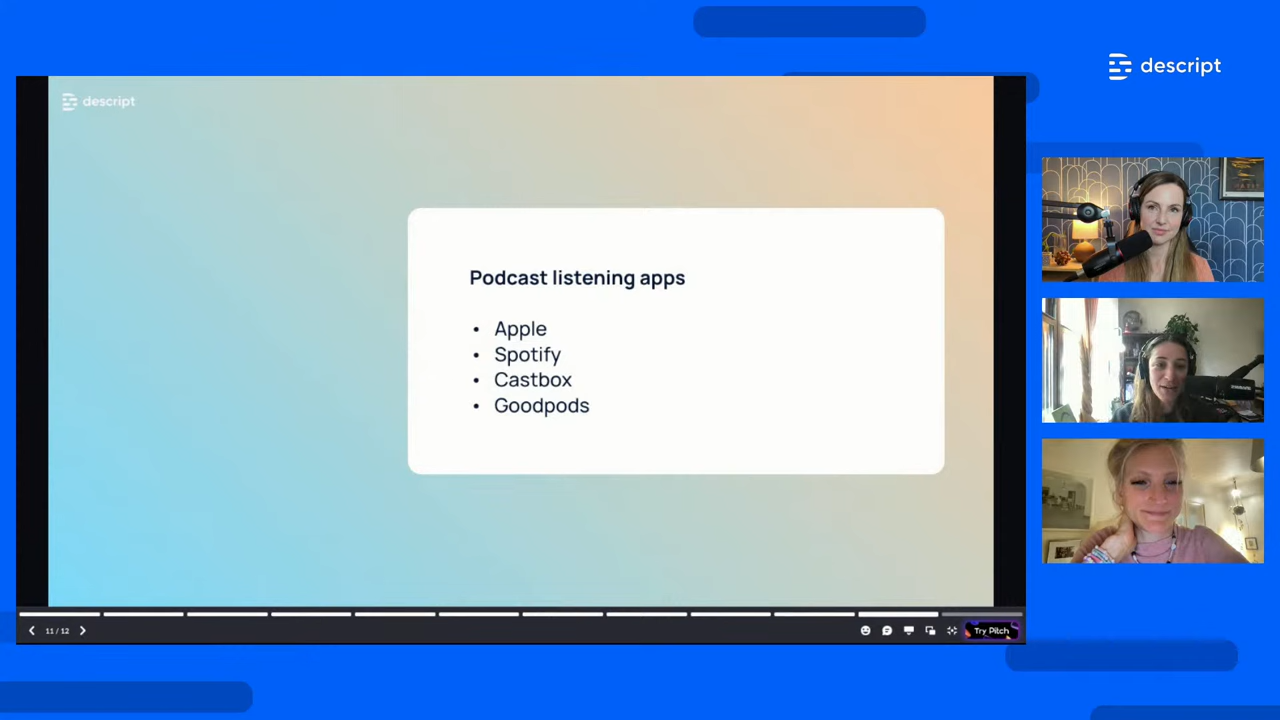 descript
descript
Podcast listening apps
• Apple
• Spotify
• Castbox
• Goodpods
11 / 12
Try Pitch